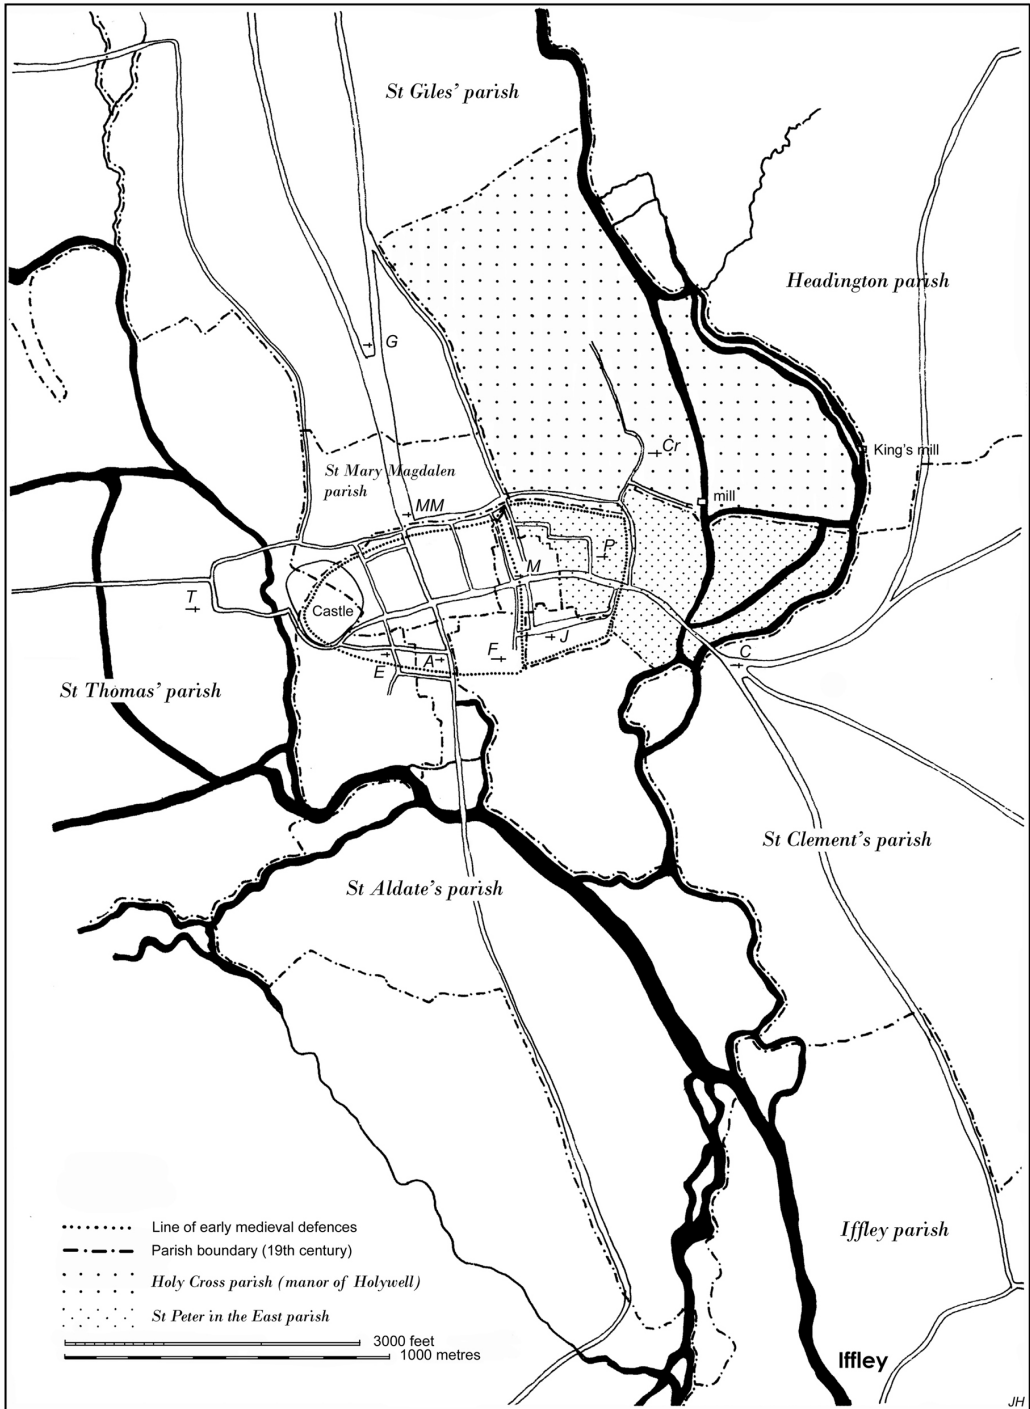 St Giles' parish
Headington parish
G
Cr
King's mill
St Mary Magdalen
parish
MM
mill
P
M
T
Castle
C
J
F
A
E
St Thomas' parish
St Clement's parish
St Aldate's parish
Line of early medieval defences
Parish boundary (19th century)
Holy Cross parish (manor of Holywell)
St Peter in the East parish
3000 feet
1000 metres
Iffley parish
Iffley
JH